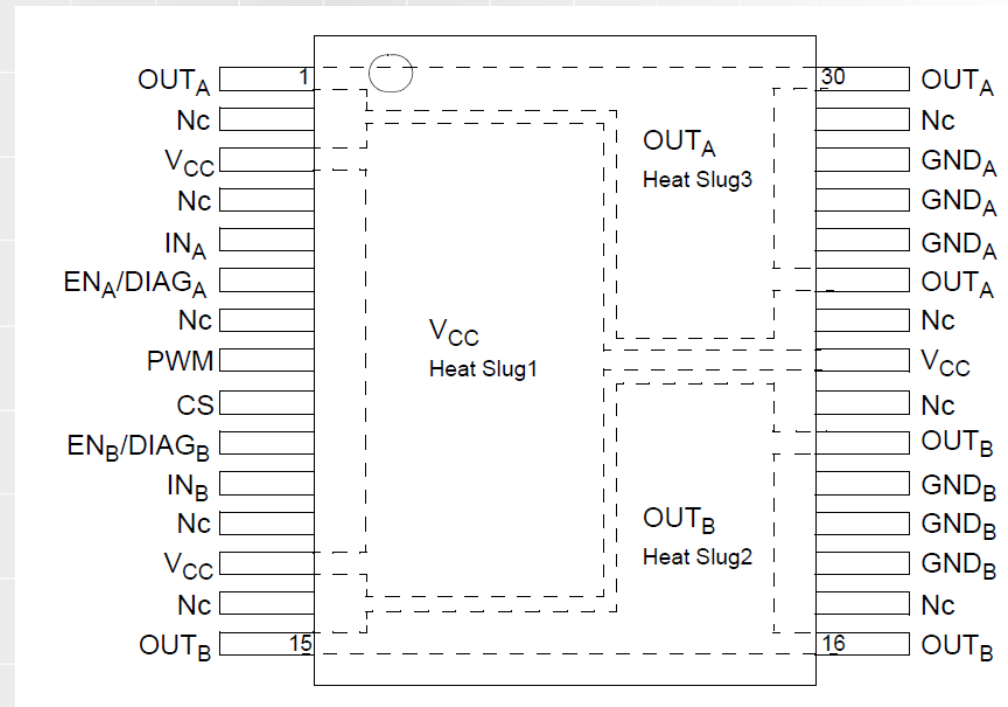 OUTA 1
Nc
VCC
Nc
INA
ENA/DIAGA
Nc
PWM
CS
ENB/DIAGB
INB
Nc
VCC
Nc
OUTB 15
VCC
Heat Slug1
OUTA
Heat Slug3
OUTB
Heat Slug2
30 OUTA
Nc
GNDA
GNDA
GNDA
OUTA
Nc
VCC
Nc
OUTB
GNDB
GNDB
GNDB
Nc
16 OUTB